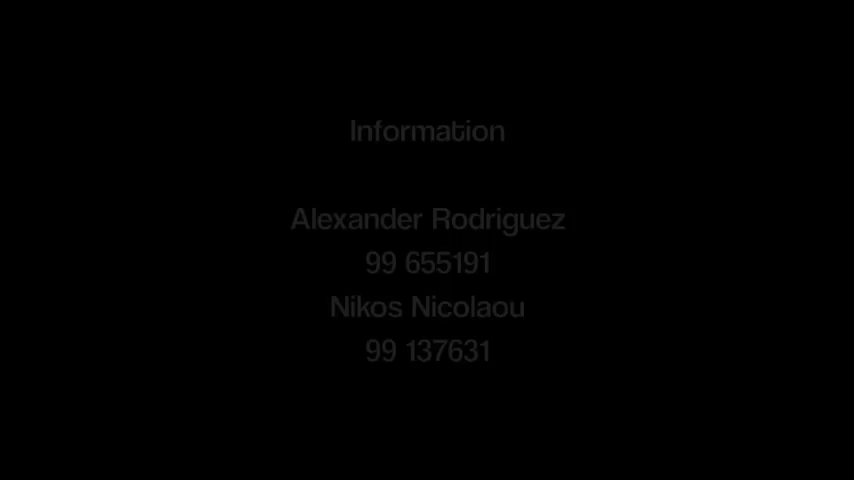 Information
Alexander Rodriguez
99 655191
Nikos Nicolaou
99 137631